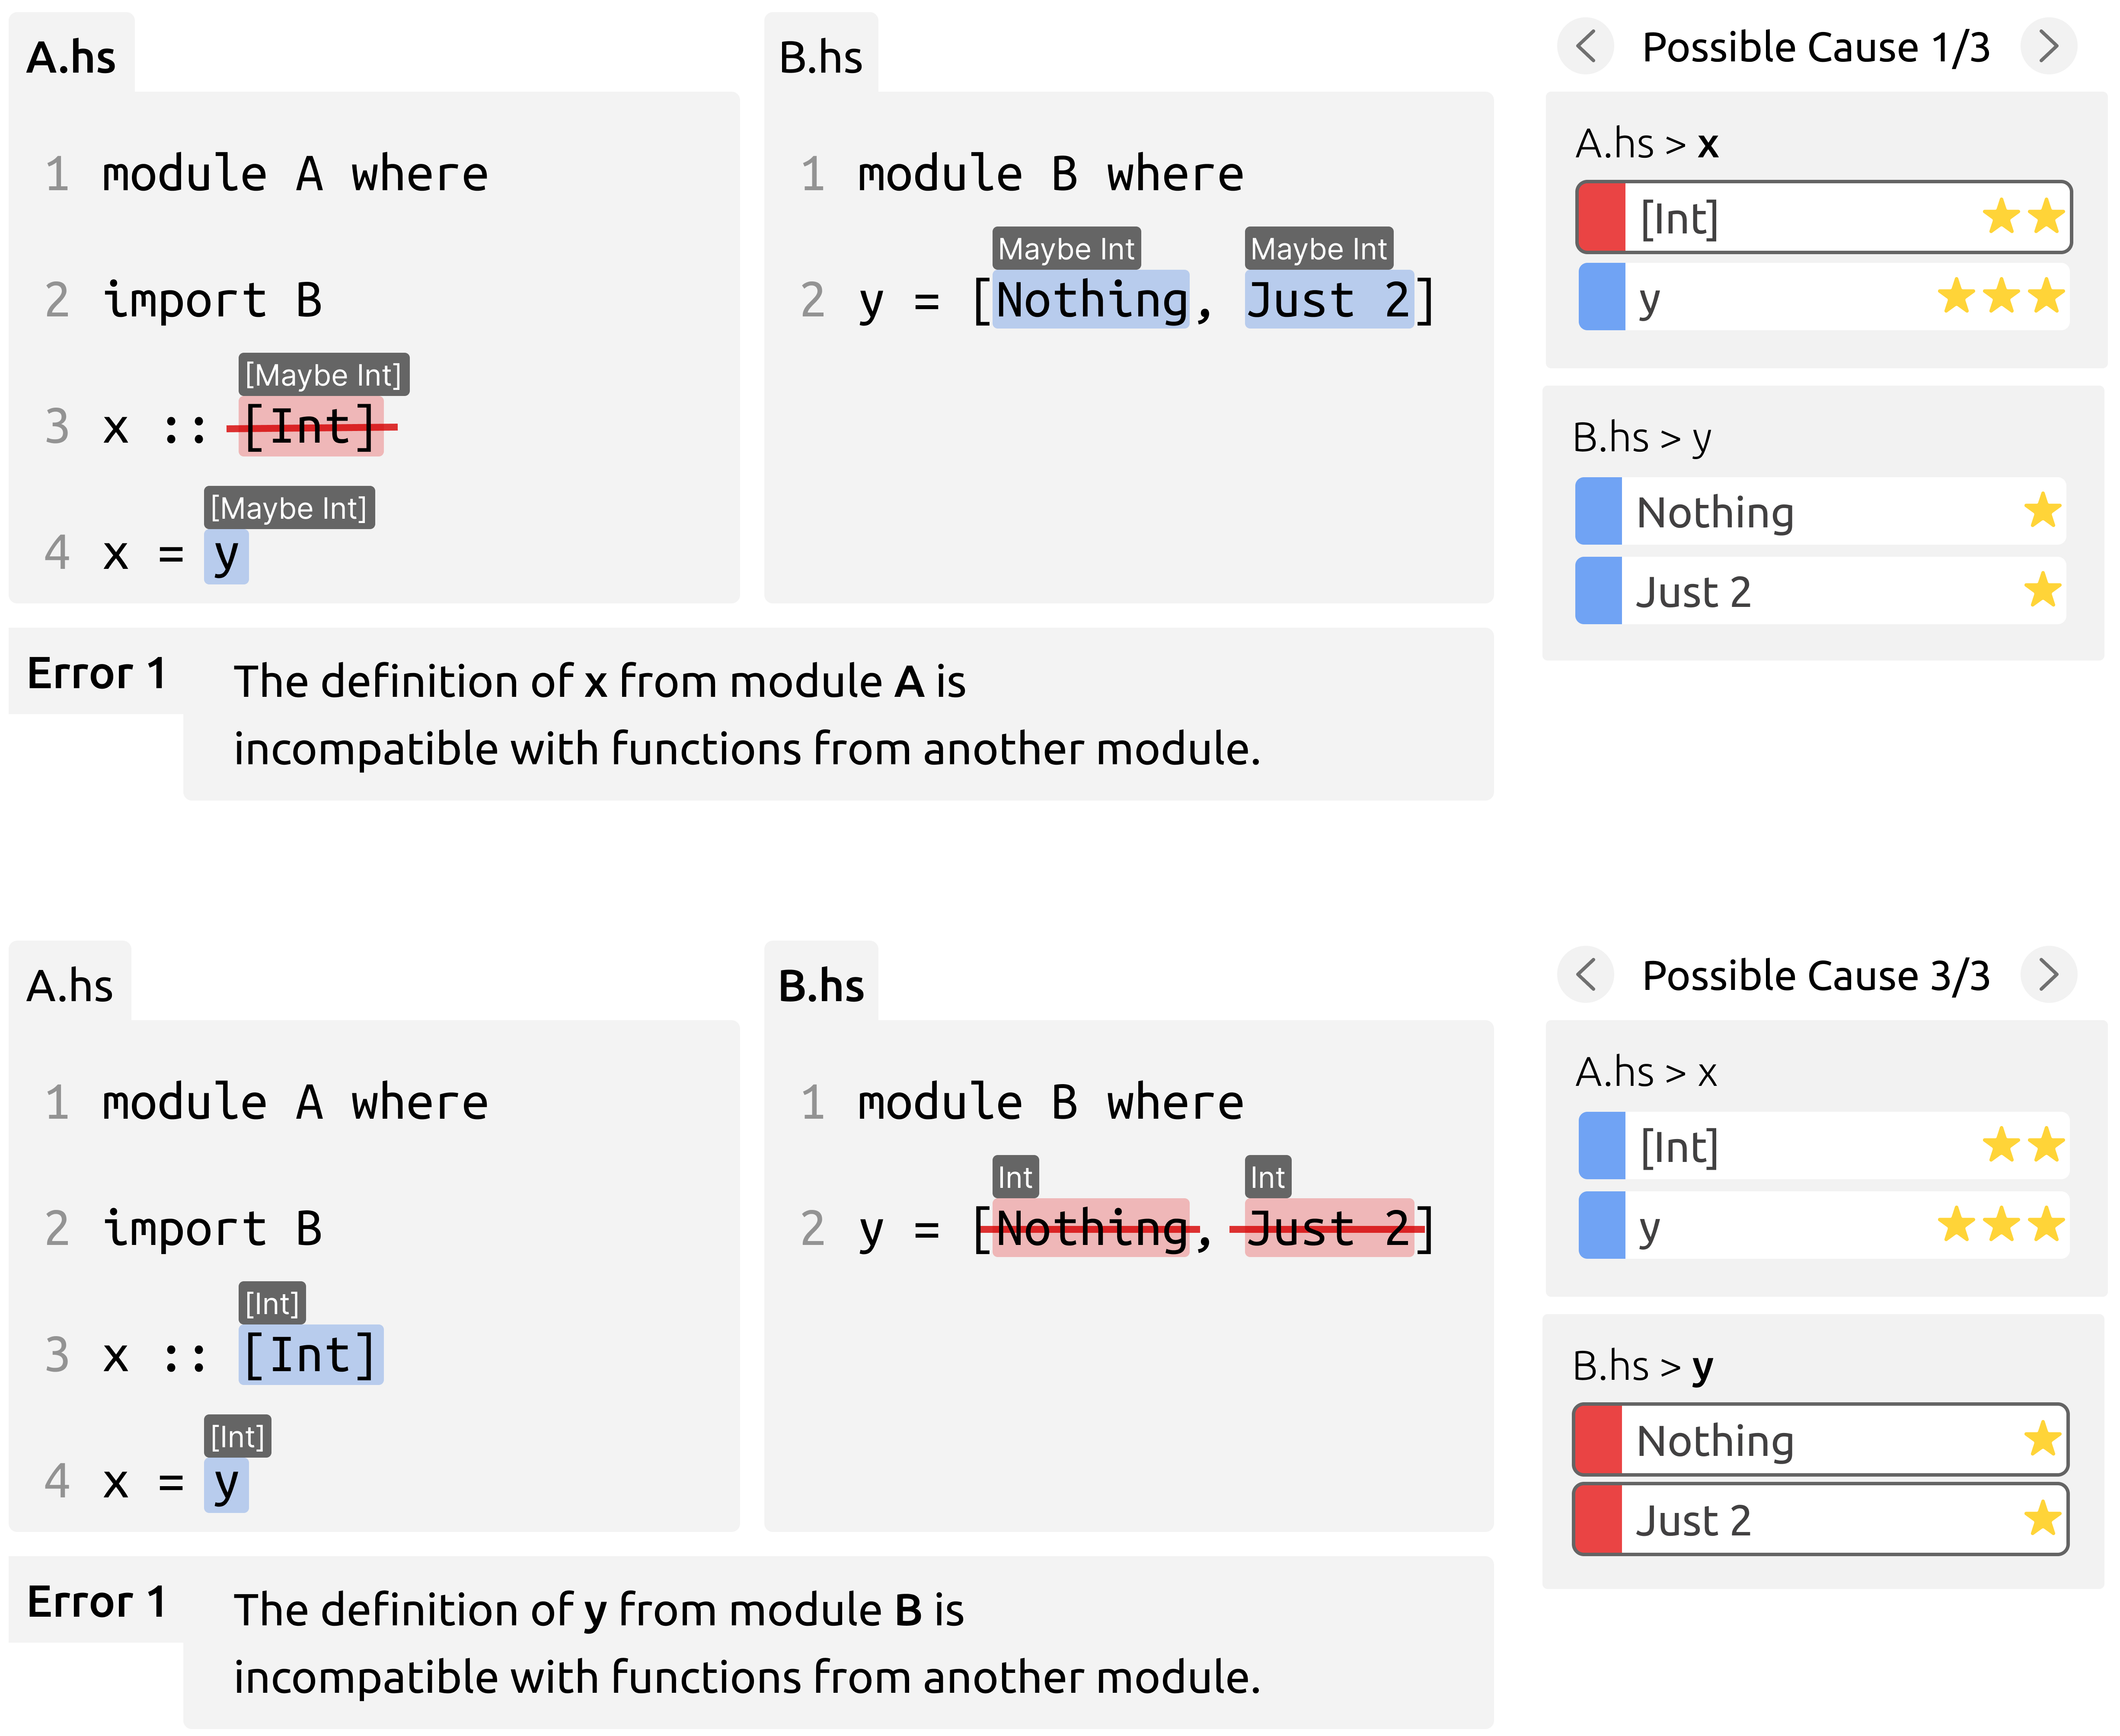 A.hs
1 module A where
2 import B
[Maybe Int]
3 x :: [Int]
[Maybe Int]
4 x = y
B.hs
1 module B where
Maybe Int Maybe Int
2 y = [Nothing, Just 2]
Error 1
The definition of x from module A is
incompatible with functions from another module.
Possible Cause 1/3
A.hs > x
[Int]
y
B.hs > y
Nothing
Just 2
A.hs
1 module A where
2 import B
[Int]
3 x :: [Int]
[Int]
4 x = y
B.hs
1 module B where
Int Int
2 y = [Nothing, Just 2]
Error 1
The definition of y from module B is
incompatible with functions from another module.
Possible Cause 3/3
A.hs > x
[Int]
y
B.hs > y
Nothing
Just 2